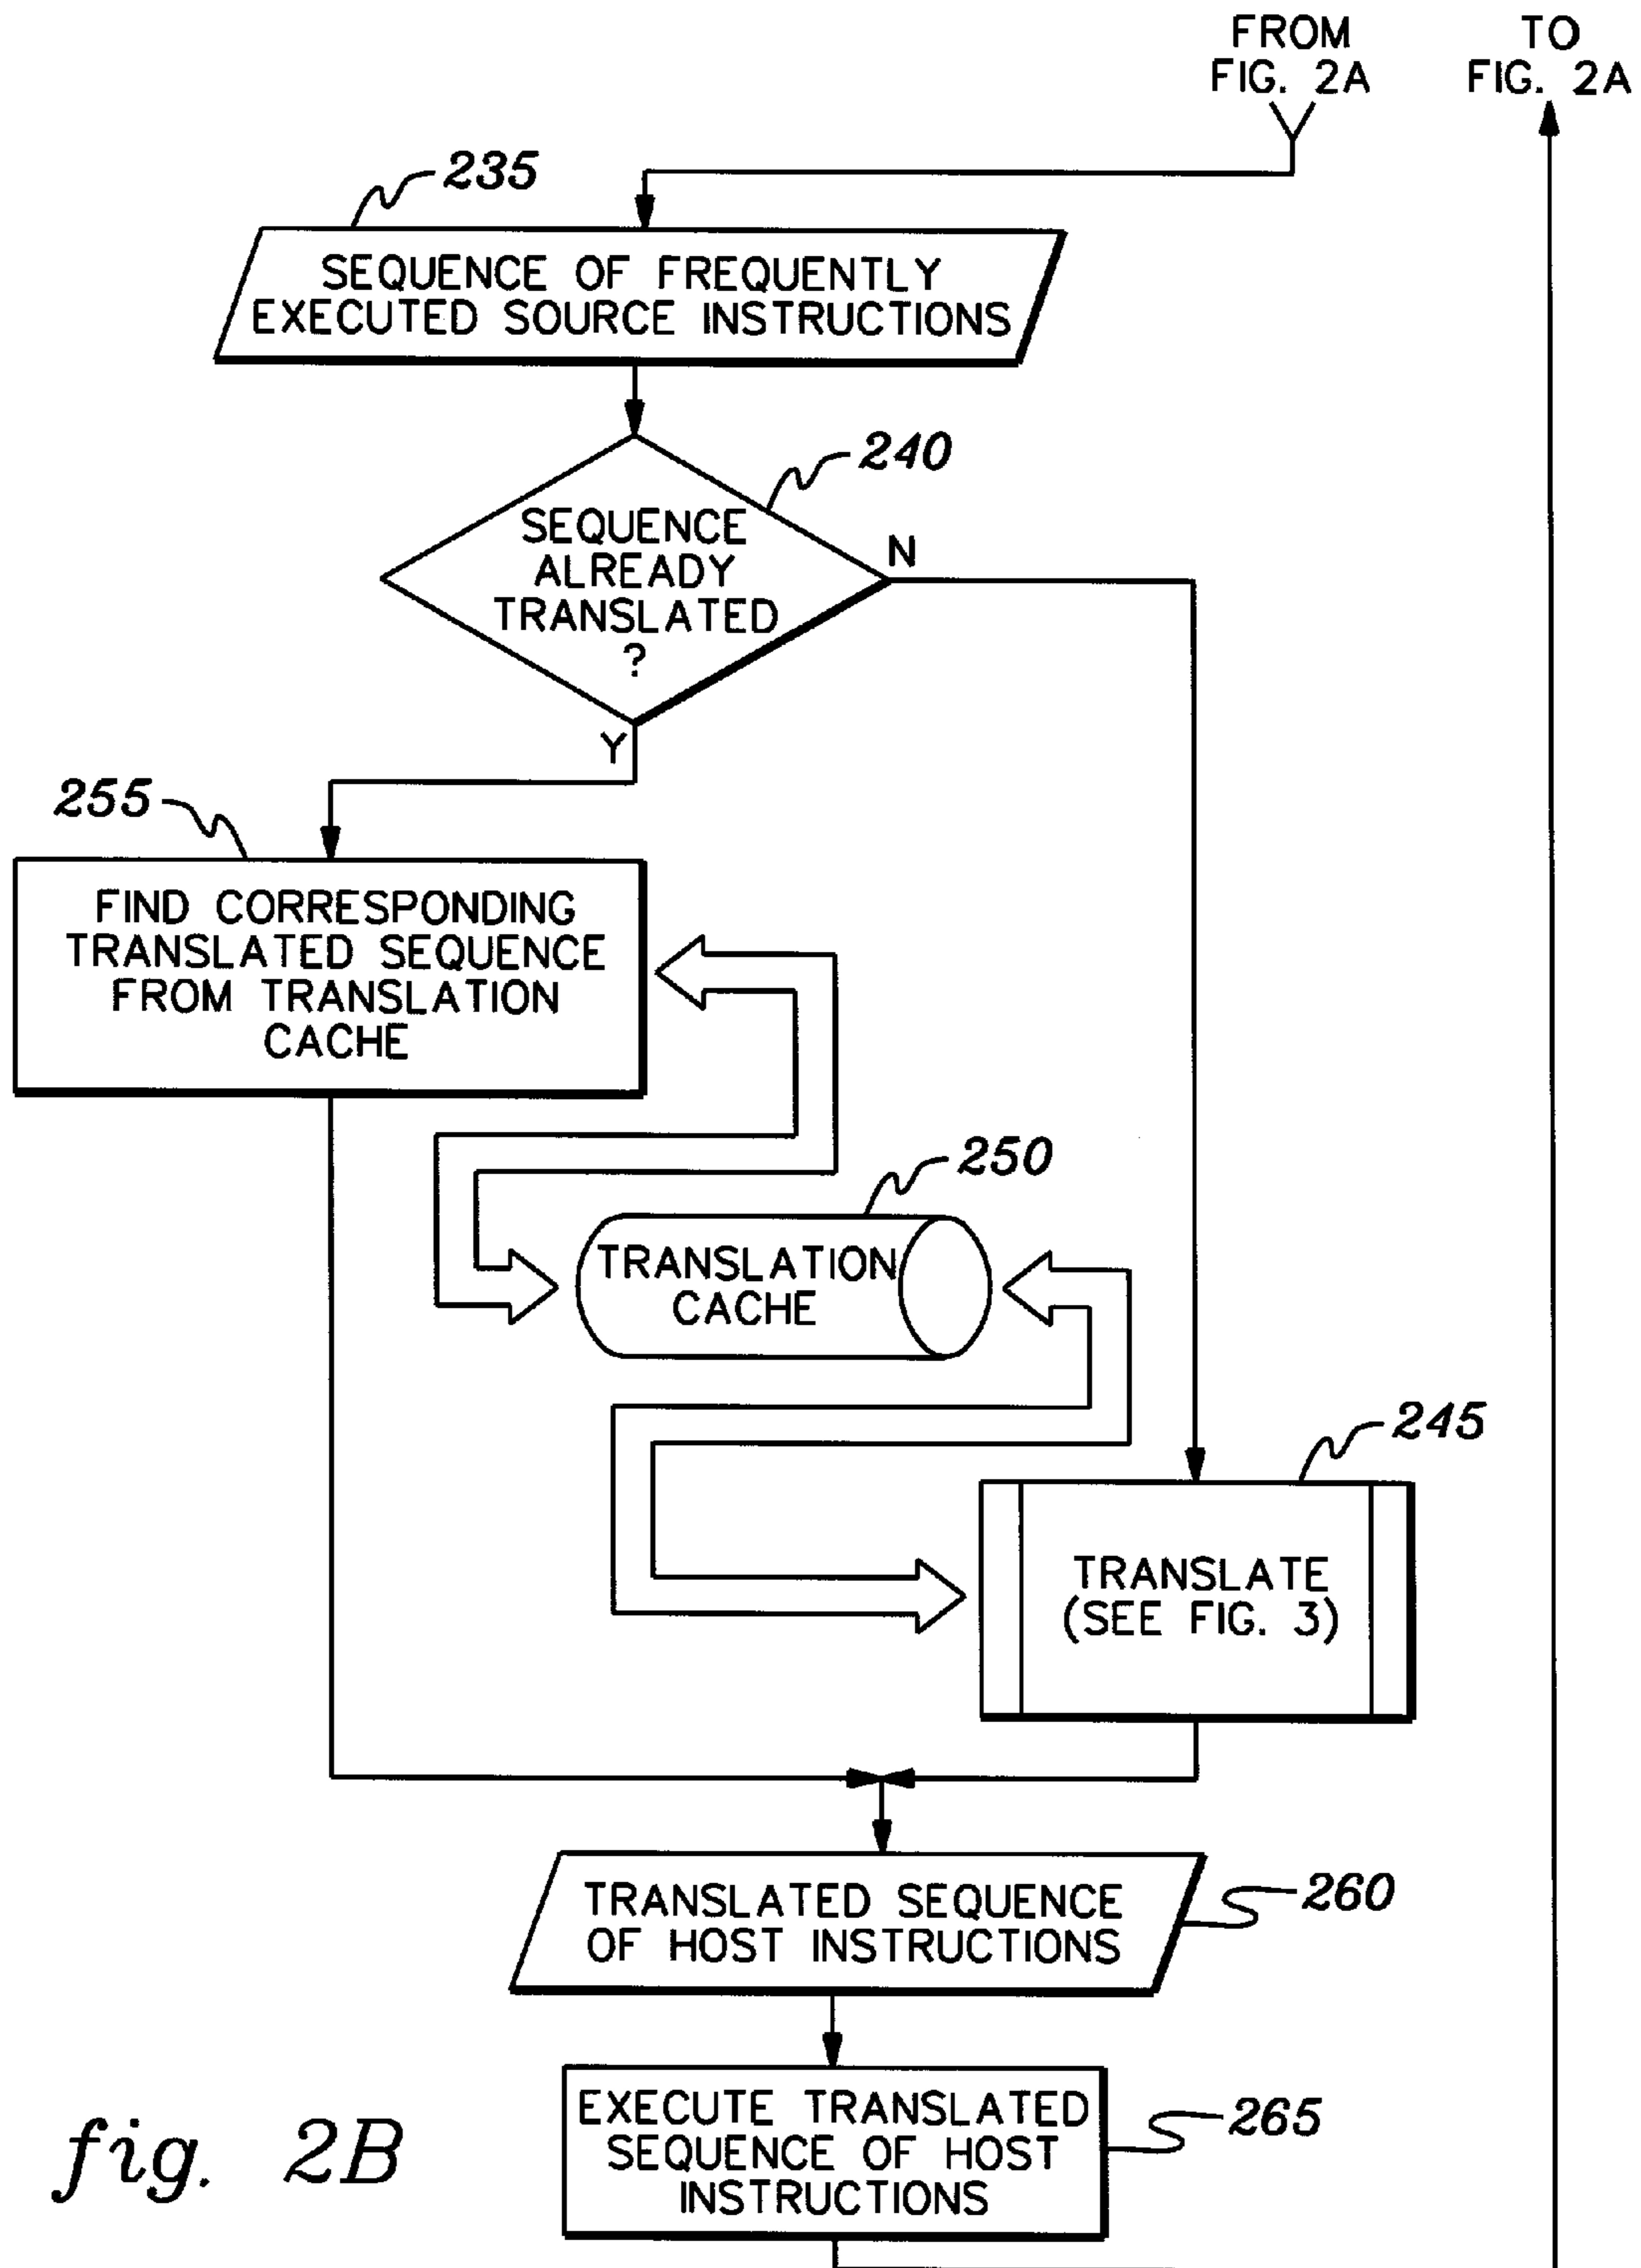 FROM
FIG. 2A
TO
FIG. 2A
235
SEQUENCE OF FREQUENTLY
EXECUTED SOURCE INSTRUCTIONS
240
SEQUENCE
ALREADY
TRANSLATED
?
N
Y
255
FIND CORRESPONDING
TRANSLATED SEQUENCE
FROM TRANSLATION
CACHE
250
TRANSLATION
CACHE
245
TRANSLATE
(SEE FIG. 3)
TRANSLATED SEQUENCE
OF HOST INSTRUCTIONS
260
EXECUTE TRANSLATED
SEQUENCE OF HOST
INSTRUCTIONS
265
fig. 2B